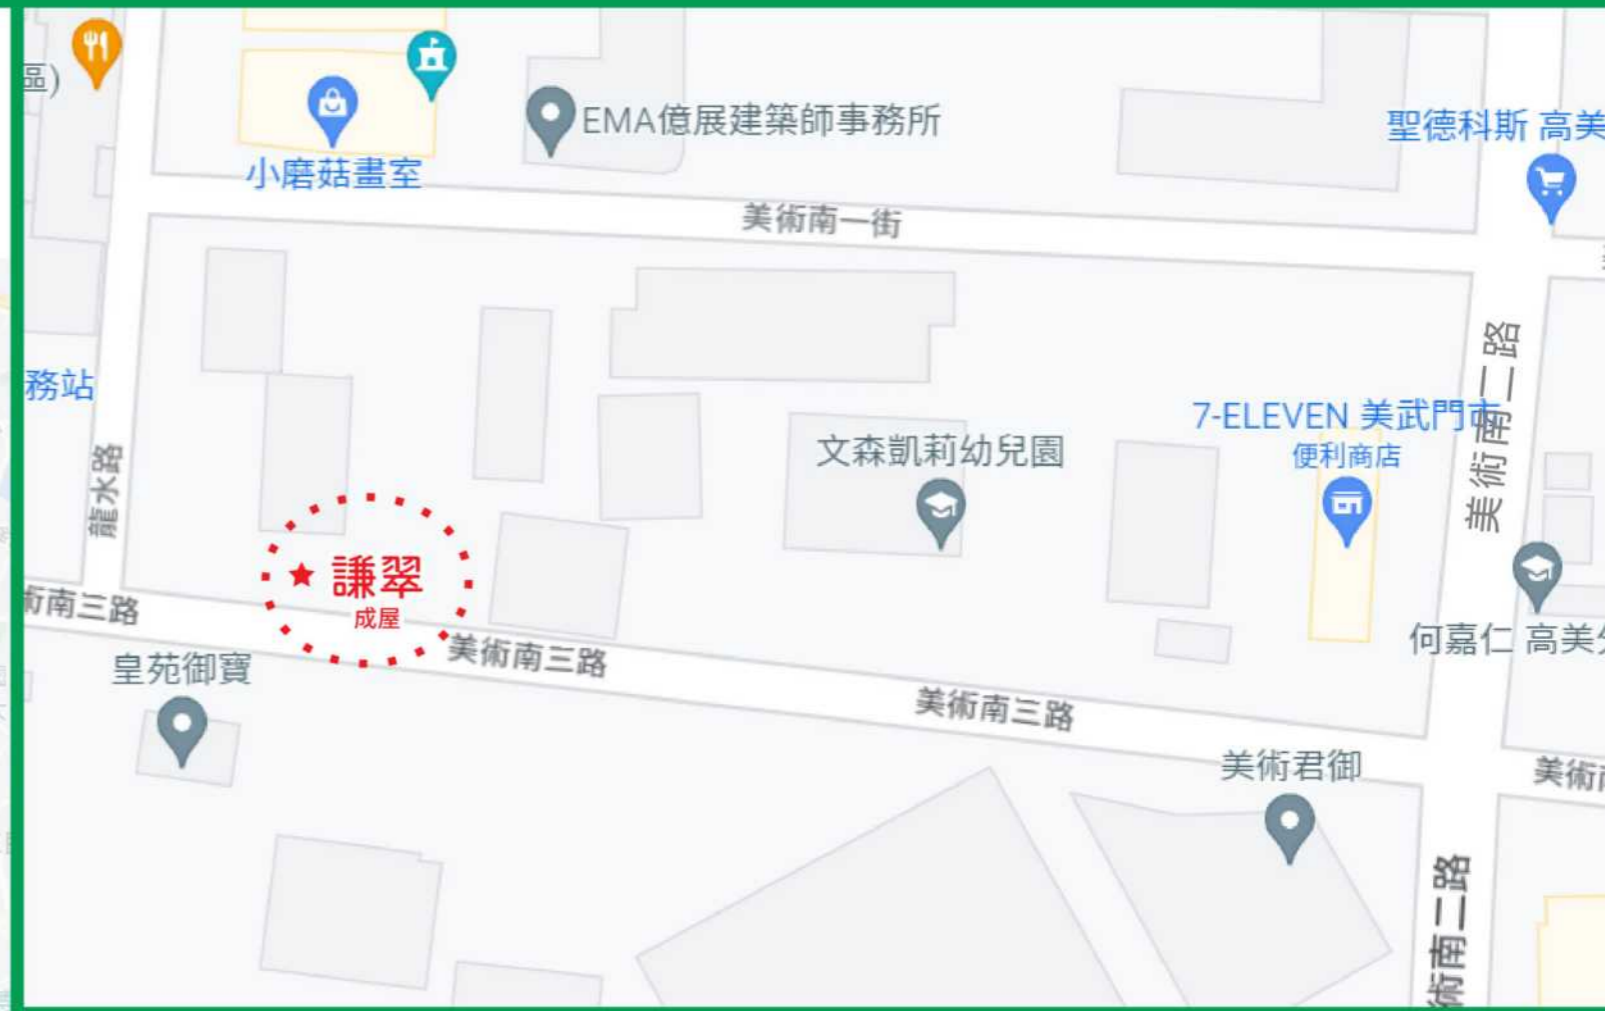 區)
EMA億展建築師事務所
聖德科斯 高美
小磨菇畫室
美術南一街
務站
龍水路
文森凱莉幼兒園
7-ELEVEN 美武門市
便利商店
美術南二路
謙翠
成屋
術南三路
美術南三路
皇苑御寶
何嘉仁 高美分
美術南三路
美術君御
美術南
術南二路